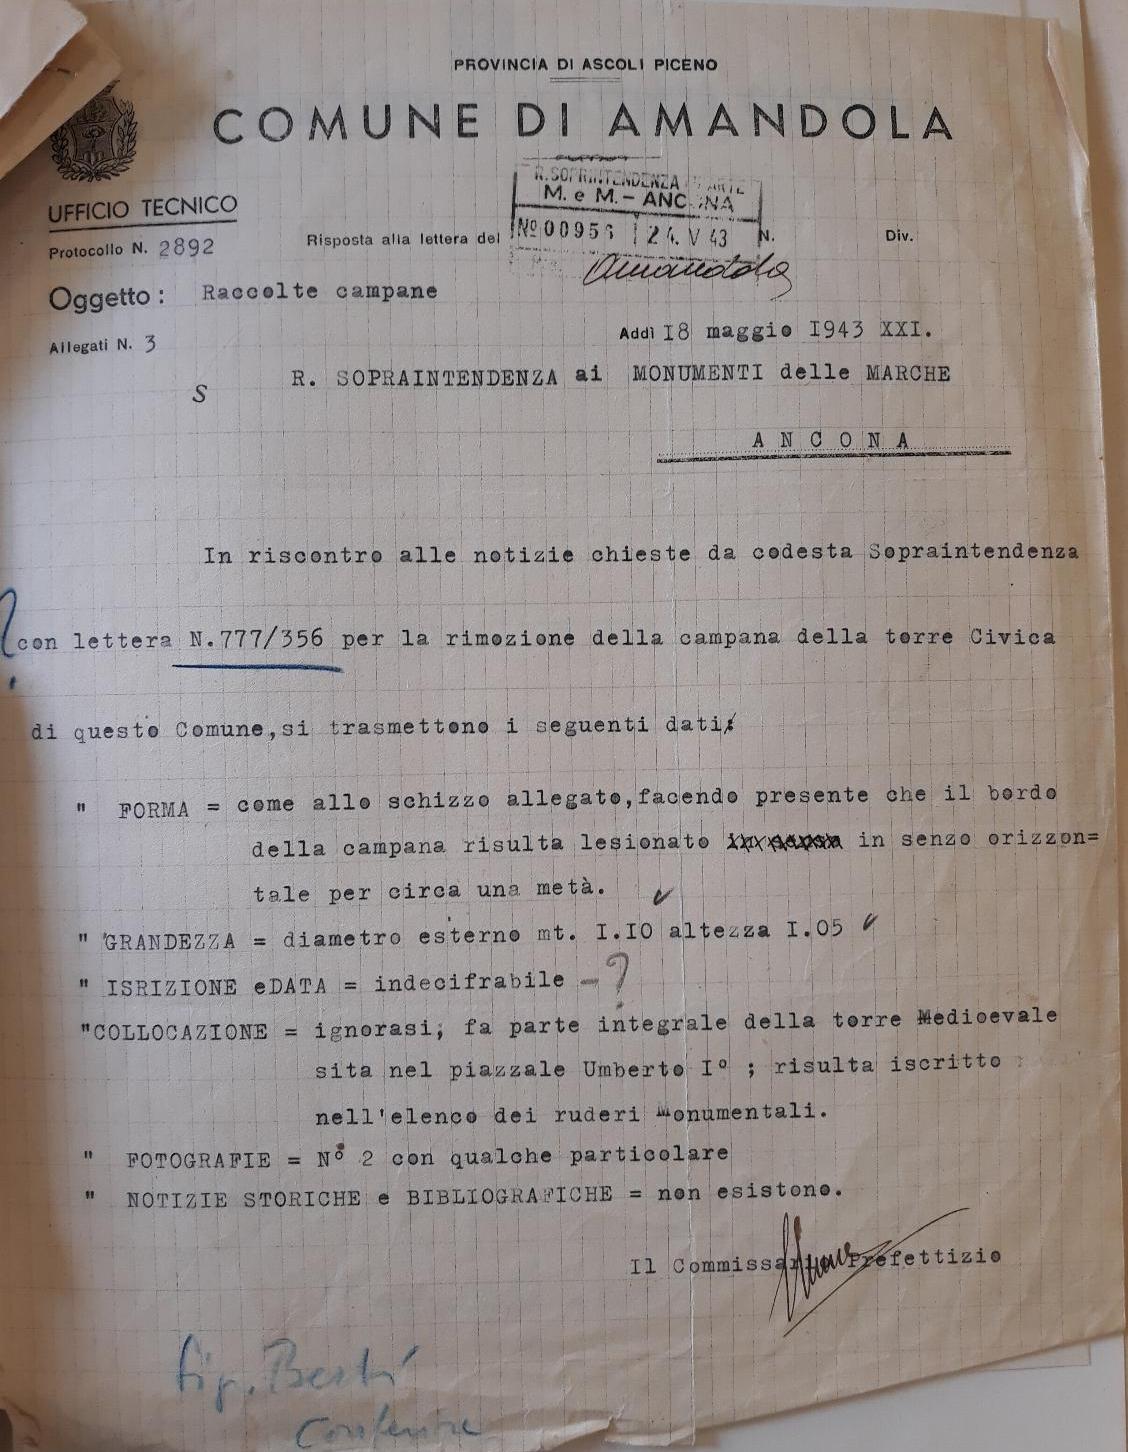 PROVINCIA DI ASCOLI PICENO
COMUNE DI AMANDOLA
R. SOPRINTENDENZA ARTE
M. e M. - ANCONA
UFFICIO TECNICO
Protocollo N. 2892
Risposta alla lettera del
24. V 43 N. Div.
Amandola
Oggetto: Raccolte campane
Addì 18 maggio 1943 XXI.
Allegati N. 3
S
R. SOPRAINTENDENZA ai MONUMENTI delle MARCHE
ANCONA
In riscontro alle notizie chieste da codesta Sopraintendenza
? con lettera N.777/356 per la rimozione della campana della torre Civica
di questo Comune,si trasmettono i seguenti dati:
" FORMA = come allo schizzo allegato,facendo presente che il bordo
della campana risulta lesionato in senzo orizzon=
tale per circa una metà.
" GRANDEZZA = diametro esterno mt. I.IO altezza I.05
" ISRIZIONE eDATA = indecifrabile - ?
"COLLOCAZIONE = ignorasi; fa parte integrale della torre Medioevale
sita nel piazzale Umberto I° ; risulta iscritto
nell'elenco dei ruderi Monumentali.
" FOTOGRAFIE = N° 2 con qualche particolare
" NOTIZIE STORICHE e BIBLIOGRAFICHE = non esistono.
Il Commissario Prefettizio